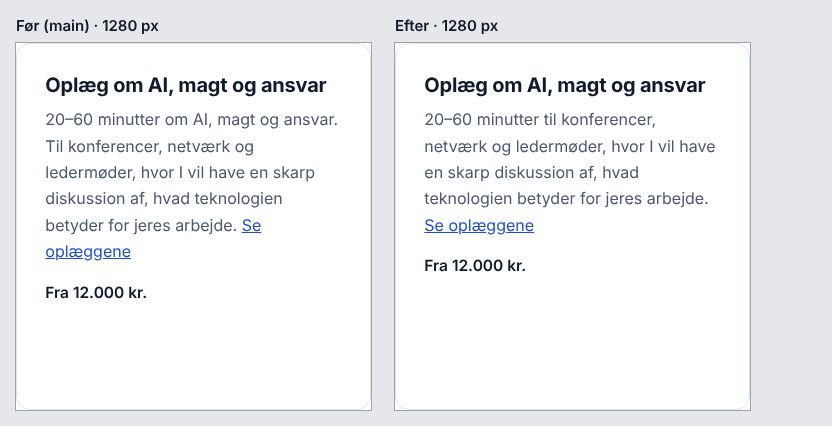 Før (main) · 1280 px
Oplæg om AI, magt og ansvar
20–60 minutter om AI, magt og ansvar.
Til konferencer, netværk og
ledermøder, hvor I vil have en skarp
diskussion af, hvad teknologien
betyder for jeres arbejde. Se
oplæggene
Fra 12.000 kr.
Efter · 1280 px
Oplæg om AI, magt og ansvar
20–60 minutter til konferencer,
netværk og ledermøder, hvor I vil have
en skarp diskussion af, hvad
teknologien betyder for jeres arbejde.
Se oplæggene
Fra 12.000 kr.